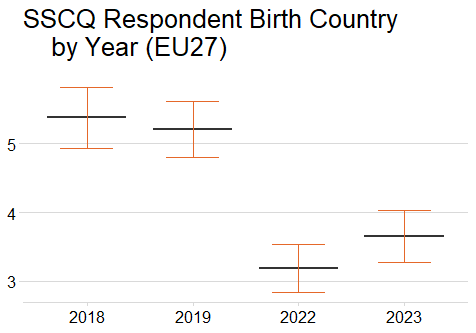 SSCQ Respondent Birth Country
by Year (EU27)
5
4
3
2018 2019 2022 2023